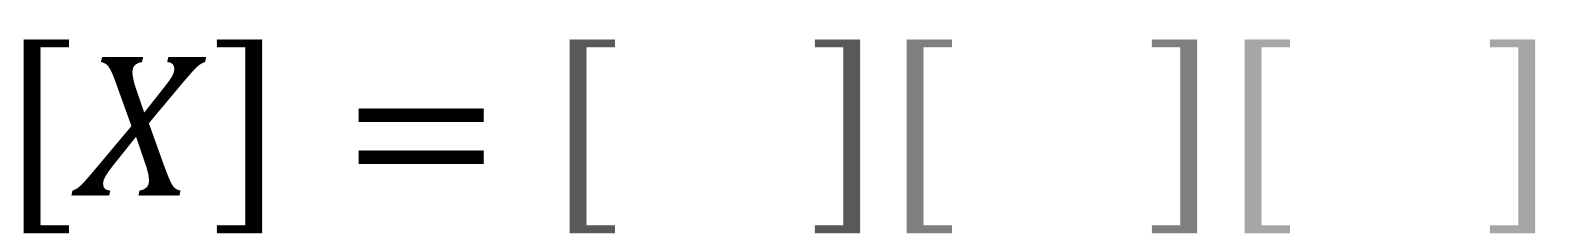 [X] = [ ][ ][ ]